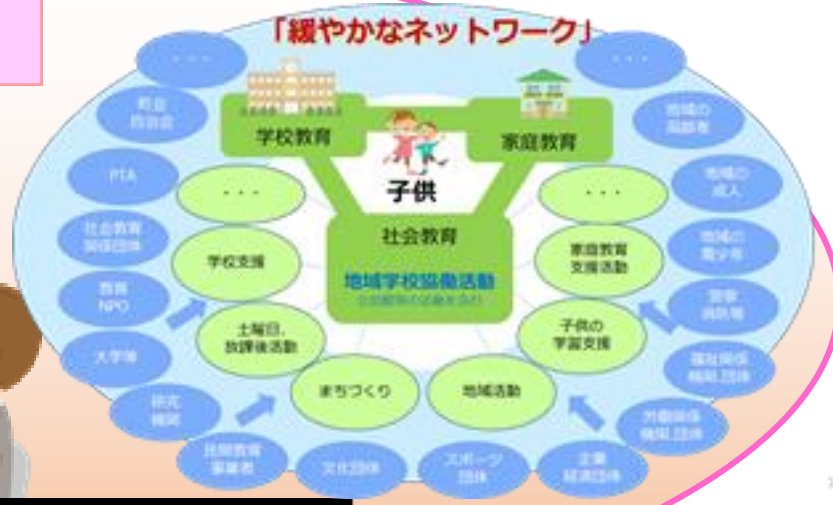 「緩やかなネットワーク」
・・・
・・・
町会
自治会
学校教育
家庭教育
地域の
高齢者
子供
PTA
・・・
・・・
地域の
成人
社会教育
関係団体
学校支援
社会教育
地域学校協働活動
家庭教育
支援活動
地域の
教育
NPO
土曜日、
放課後活動
子供の
学習支援
警察
消防等
大学等
まちづくり
地域活動
福祉関係
機関、団体
研究
機関
労働関係
機関、団体
民間教育
事業者
文化団体
スポーツ
団体
企業
経済団体